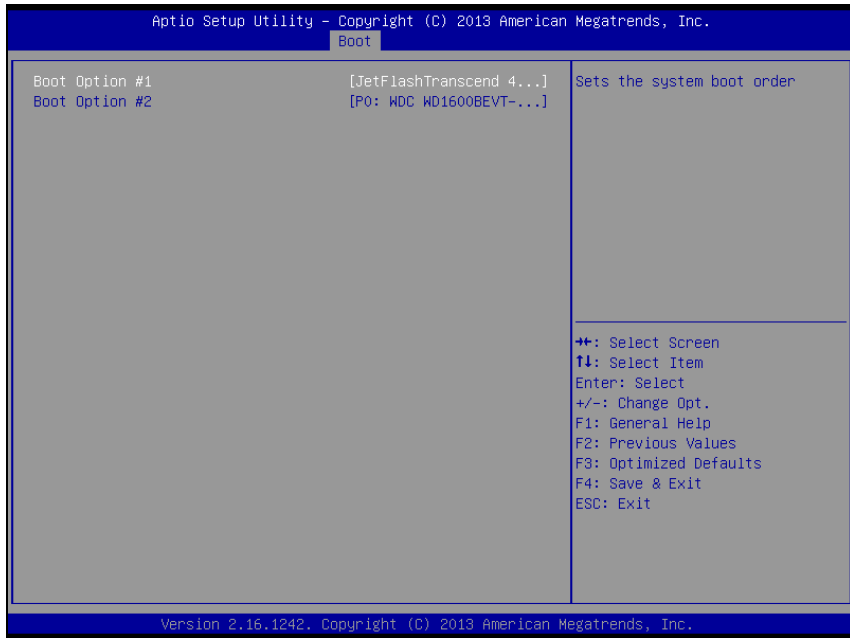 Aptio Setup Utility – Copyright (C) 2013 American Megatrends, Inc.
Boot
Boot Option #1 [JetFlashTranscend 4...]
Boot Option #2 [P0: WDC WD1600BEVT-...]
Sets the system boot order
→←: Select Screen
↑↓: Select Item
Enter: Select
+/-: Change Opt.
F1: General Help
F2: Previous Values
F3: Optimized Defaults
F4: Save & Exit
ESC: Exit
Version 2.16.1242. Copyright (C) 2013 American Megatrends, Inc.